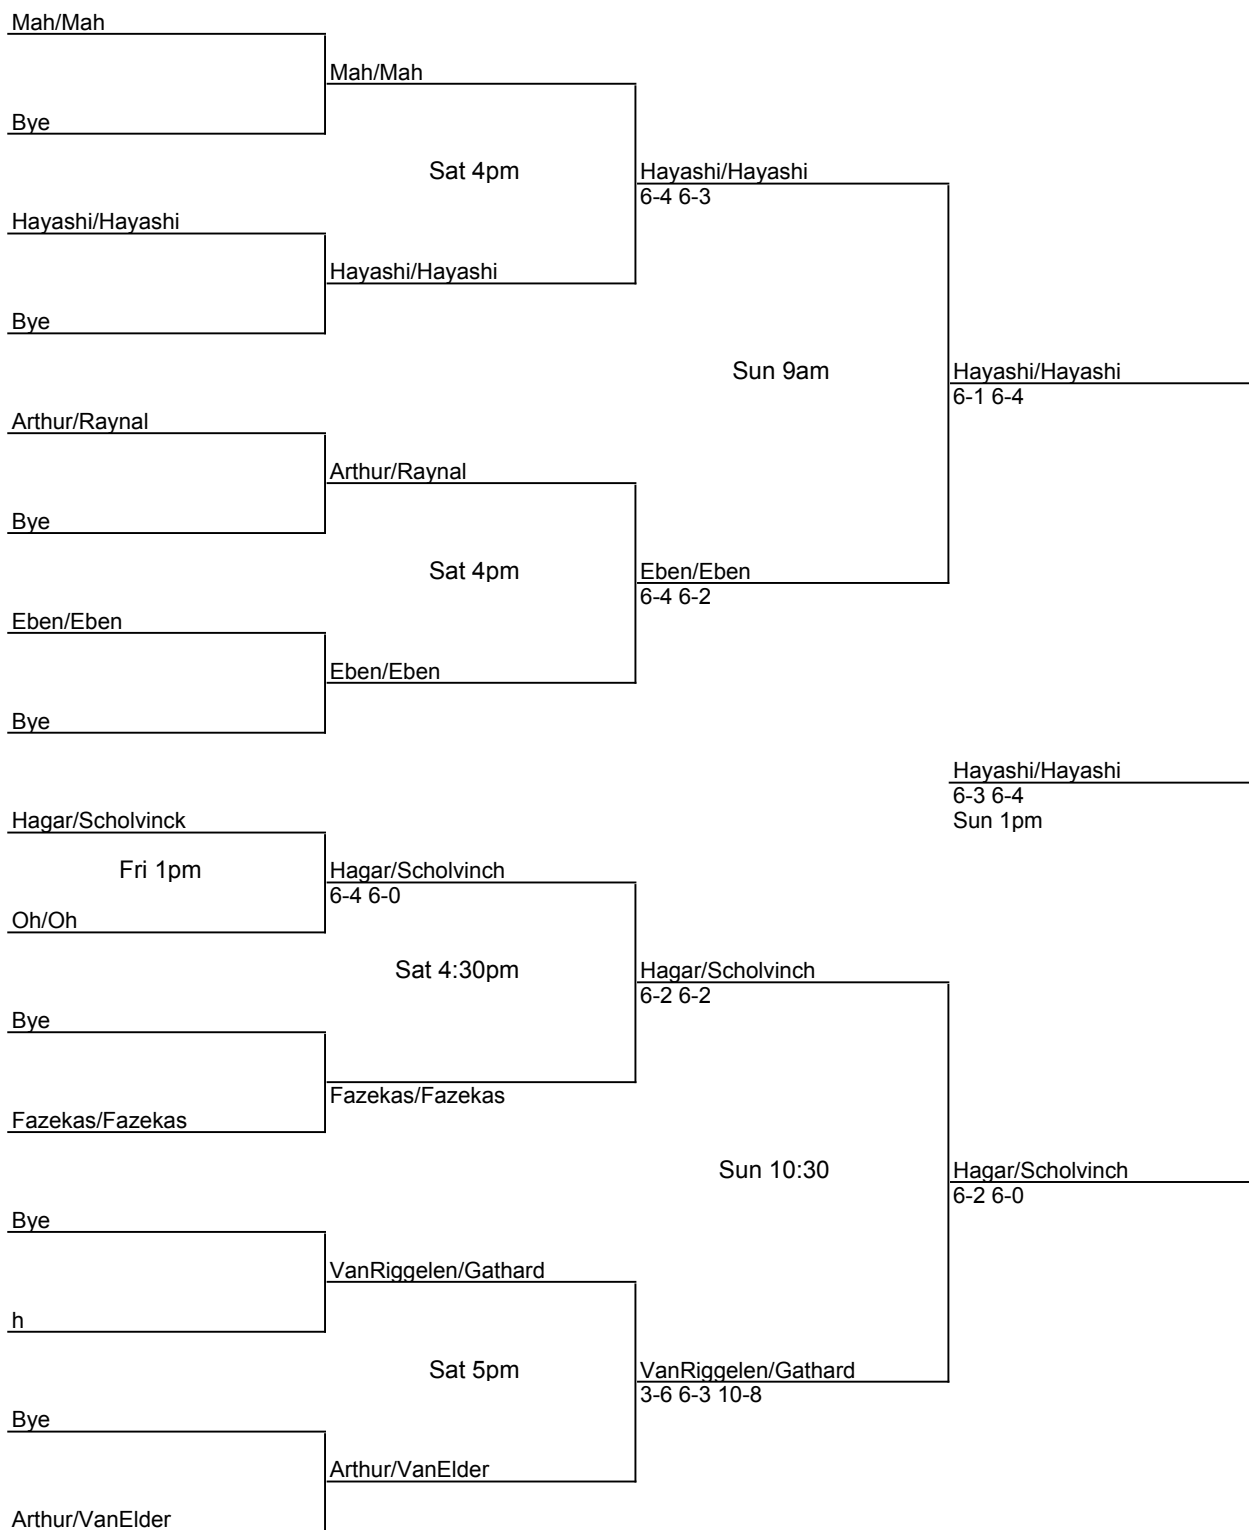 Mah/Mah
Mah/Mah
Bye
Sat 4pm
Hayashi/Hayashi
6-4 6-3
Hayashi/Hayashi
Hayashi/Hayashi
Bye
Sun 9am
Hayashi/Hayashi
6-1 6-4
Arthur/Raynal
Arthur/Raynal
Bye
Sat 4pm
Eben/Eben
6-4 6-2
Eben/Eben
Eben/Eben
Bye
Hayashi/Hayashi
6-3 6-4
Sun 1pm
Hagar/Scholvinck
Fri 1pm
Hagar/Scholvinch
6-4 6-0
Oh/Oh
Sat 4:30pm
Hagar/Scholvinch
6-2 6-2
Bye
Fazekas/Fazekas
Fazekas/Fazekas
Sun 10:30
Hagar/Scholvinch
6-2 6-0
Bye
VanRiggelen/Gathard
h
Sat 5pm
VanRiggelen/Gathard
3-6 6-3 10-8
Bye
Arthur/VanElder
Arthur/VanElder